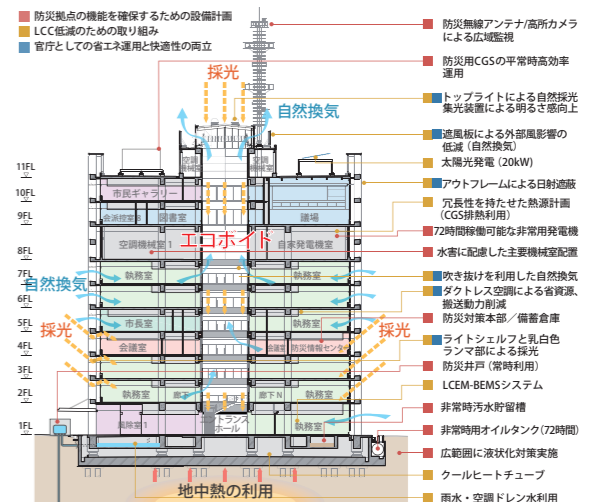 防災拠点の機能を確保するための設備計画
LCC低減のための取り組み
官庁としての省エネ運用と快適性の両立
防災無線アンテナ/高所カメラ
による広域監視
防災用CGSの平常時高効率
運用
トップライトによる自然採光
集光装置による明るさ感向上
遮風板による外部風影響の
低減（自然換気）
太陽光発電（20kW）
アウトフレームによる日射遮蔽
冗長性を持たせた熱源計画
（CGS排熱利用）
72時間稼働可能な非常用発電機
水害に配慮した主要機械室配置
吹き抜けを利用した自然換気
ダクトレス空調による省資源、
搬送動力削減
防災対策本部／備蓄倉庫
ライトシェルフと乳白色
ランマ部による採光
防災井戸（常時利用）
LCEM-BEMSシステム
非常時汚水貯留槽
非常時用オイルタンク（72時間）
広範囲に液状化対策実施
クールヒートチューブ
雨水・空調ドレン水利用
採光
自然換気
空調
機械室
空調
機械室
11FL
10FL
9FL
8FL
7FL
6FL
5FL
4FL
3FL
2FL
1FL
市民ギャラリー
会派控室8
図書室
議場
空調機械室1
エコボイド
自家発電機室
執務室
執務室
自然換気
市長室
執務室
採光
採光
会議室
会議室
防災情報センター
執務室
廊下
廊下N
執務室
風除室1
エントランス
ホール
執務室
地中熱の利用